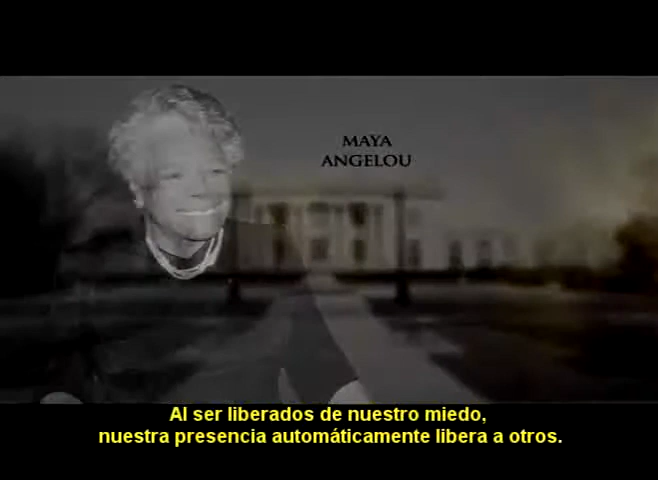 MAYA
ANGELOU
Al ser liberados de nuestro miedo,
nuestra presencia automáticamente libera a otros.